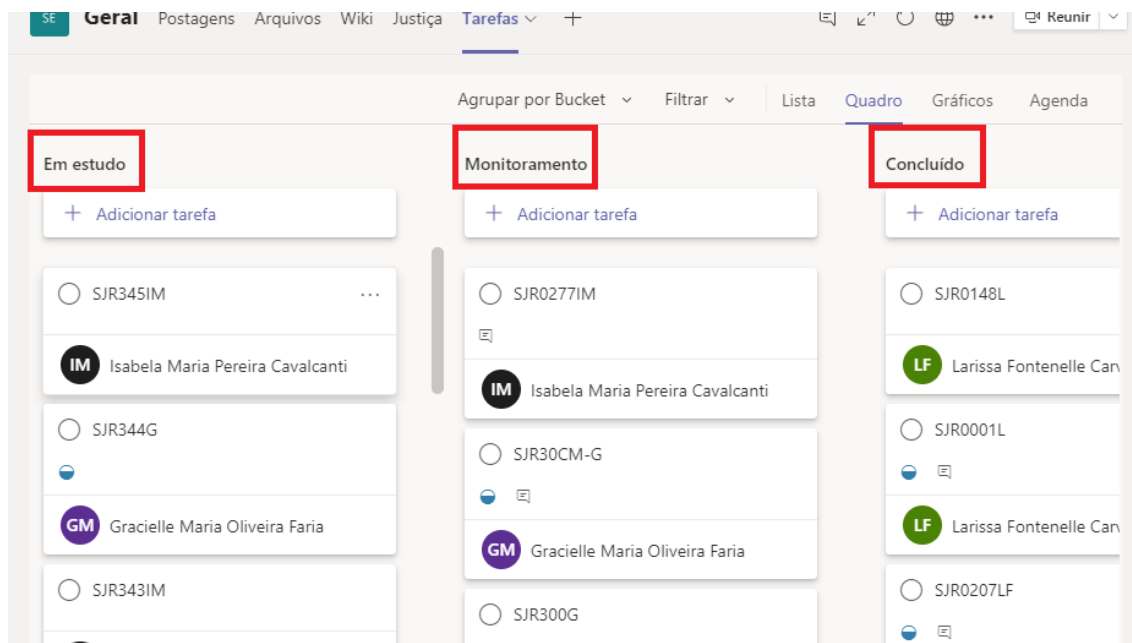 SE Geral Postagens Arquivos Wiki Justiça Tarefas + ... Reunir
Agrupar por Bucket Filtrar Lista Quadro Gráficos Agenda
Em estudo
+ Adicionar tarefa
SJR345IM ...
IM Isabela Maria Pereira Cavalcanti
SJR344G
GM Gracielle Maria Oliveira Faria
SJR343IM
Monitoramento
+ Adicionar tarefa
SJR0277IM
IM Isabela Maria Pereira Cavalcanti
SJR30CM-G
GM Gracielle Maria Oliveira Faria
SJR300G
Concluído
+ Adicionar tarefa
SJR0148L
LF Larissa Fontenelle
SJR0001L
LF Larissa Fontenelle
SJR0207LF